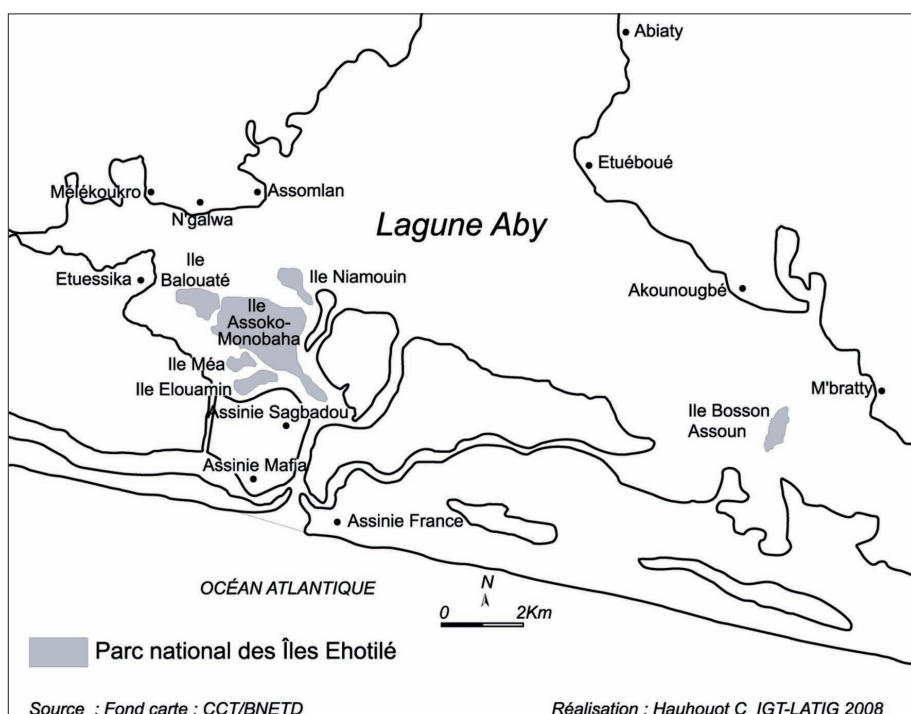 Abiaty
Etuéboué
Mélékoukro
N'galwa
Assomlan
Lagune Aby
Etuessika
Ile
Balouaté
Ile Niamouin
Ile
Assoko-
Monobaha
Akounougbé
Ile Méa
Ile Elouamin
M'bratty
Ile Bosson
Assoun
Assinie Sagbadou
Assinie Mafia
Assinie France
OCÉAN ATLANTIQUE
N
0 2Km
Parc national des Îles Ehotilé
Source : Fond carte : CCT/BNETD
Réalisation : Hauhouot C IGT-LATIG 2008